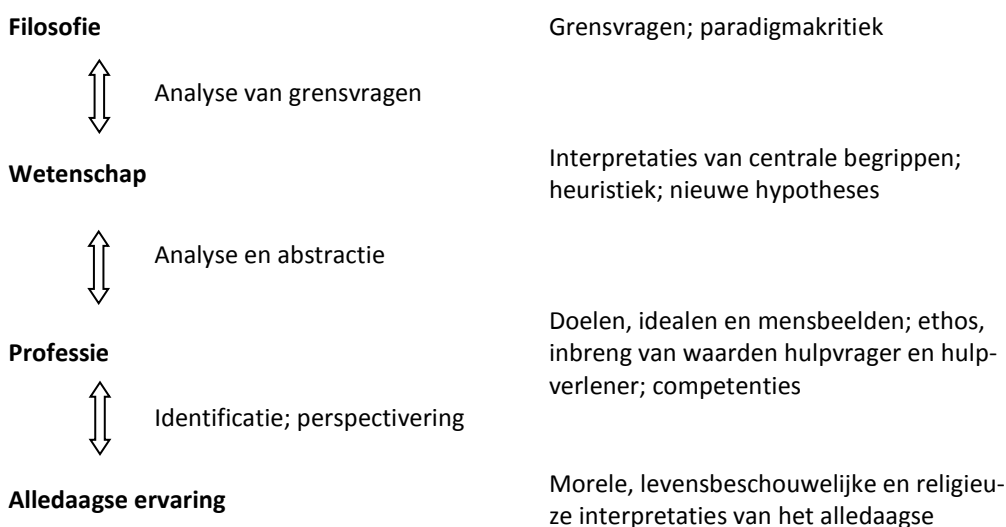 Filosofie
Grensvragen; paradigmakritiek
Analyse van grensvragen
Wetenschap
Interpretaties van centrale begrippen;
heuristiek; nieuwe hypotheses
Analyse en abstractie
Professie
Doelen, idealen en mensbeelden; ethos,
inbreng van waarden hulpvrager en hulp-
verlener; competenties
Identificatie; perspectivering
Alledaagse ervaring
Morele, levensbeschouwelijke en religieu-
ze interpretaties van het alledaagse